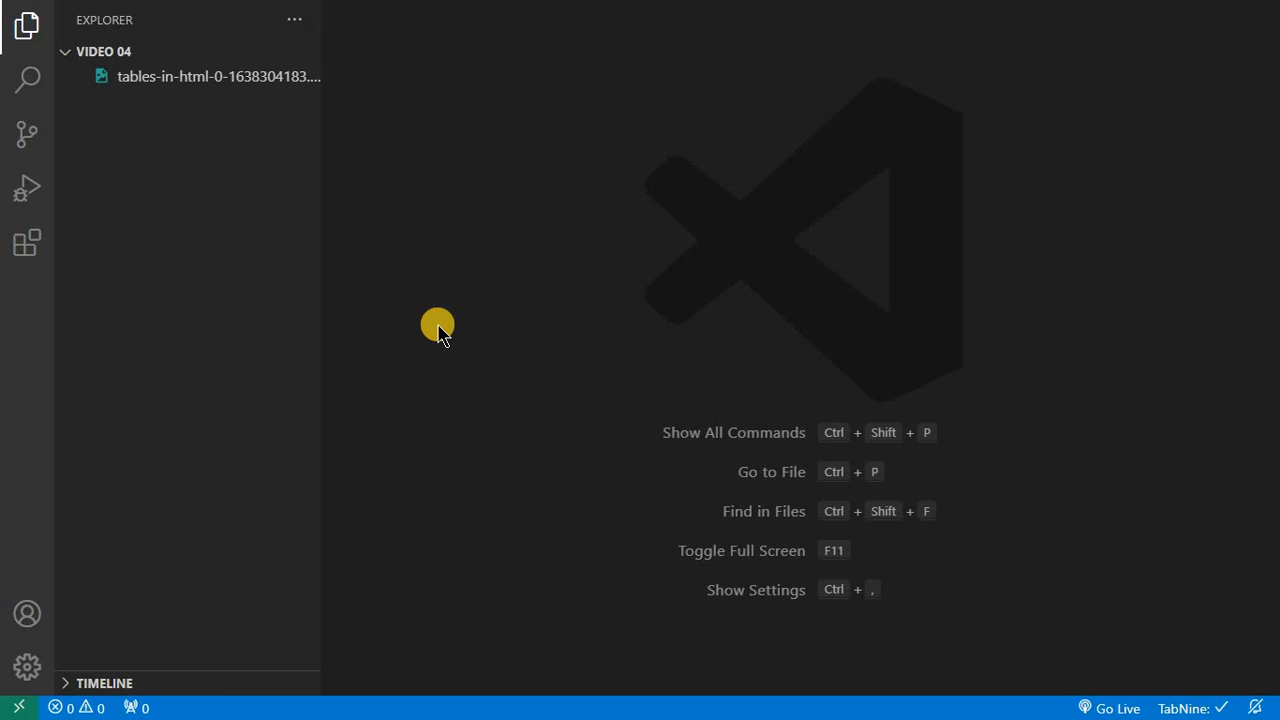 EXPLORER
VIDEO 04
tables-in-html-0-1638304183....
Show All Commands Ctrl + Shift + P
Go to File Ctrl + P
Find in Files Ctrl + Shift + F
Toggle Full Screen F11
Show Settings Ctrl + ,
TIMELINE
0 0 0 Go Live TabNine: